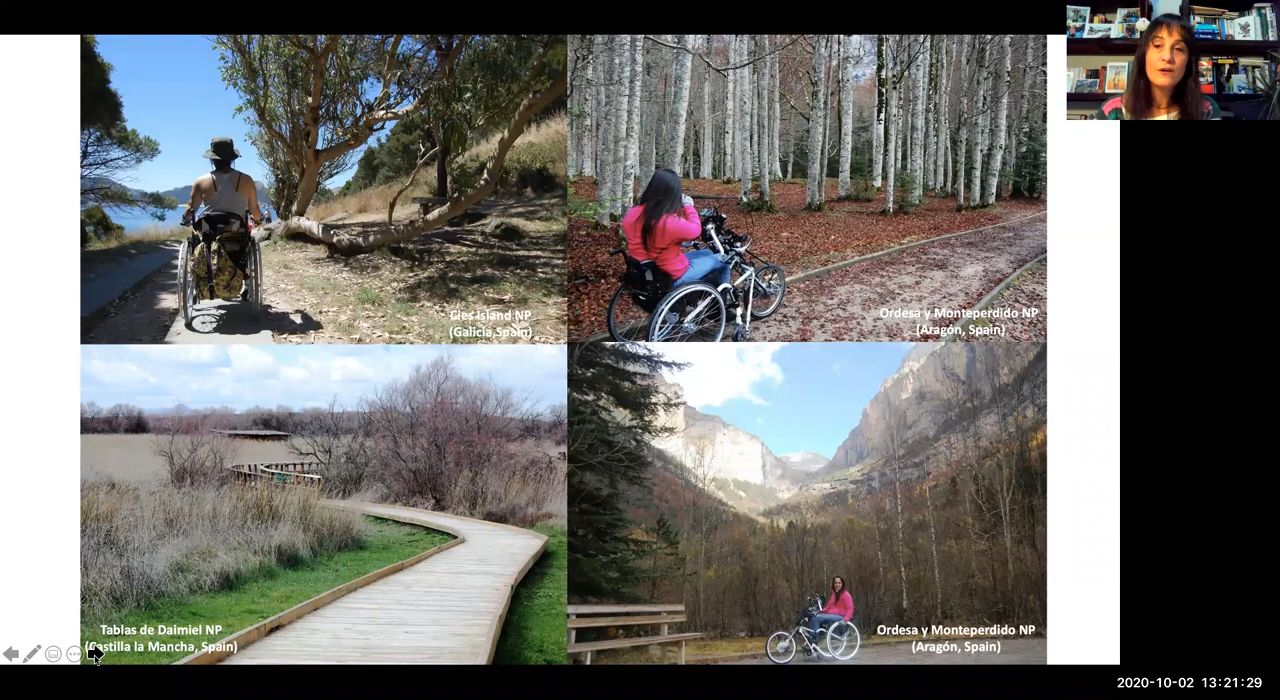 Cies Island NP
(Galicia,Spain)
Ordesa y Monteperdido NP
(Aragón, Spain)
Tablas de Daimiel NP
(Castilla la Mancha, Spain)
Ordesa y Monteperdido NP
(Aragón, Spain)
2020-10-02 13:21:29